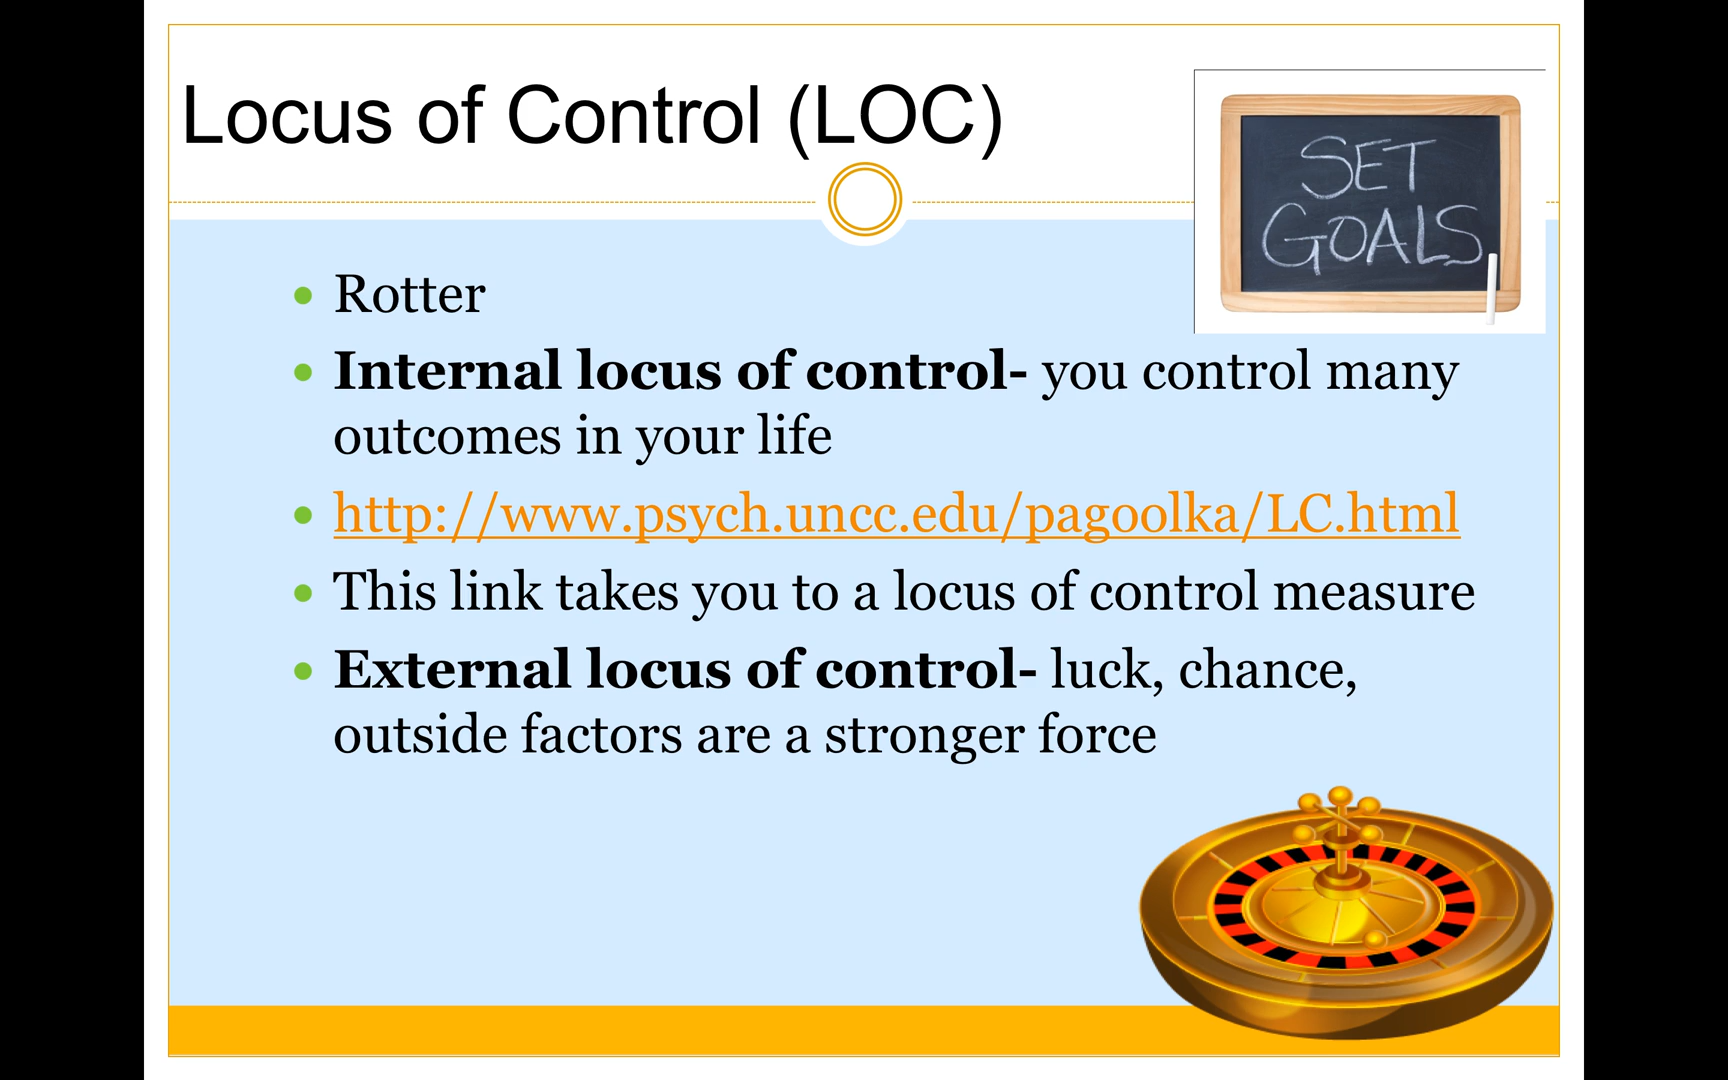 Locus of Control (LOC)
SET
GOALS
Rotter
Internal locus of control- you control many
outcomes in your life
http://www.psych.uncc.edu/pagoolka/LC.html
This link takes you to a locus of control measure
External locus of control- luck, chance,
outside factors are a stronger force